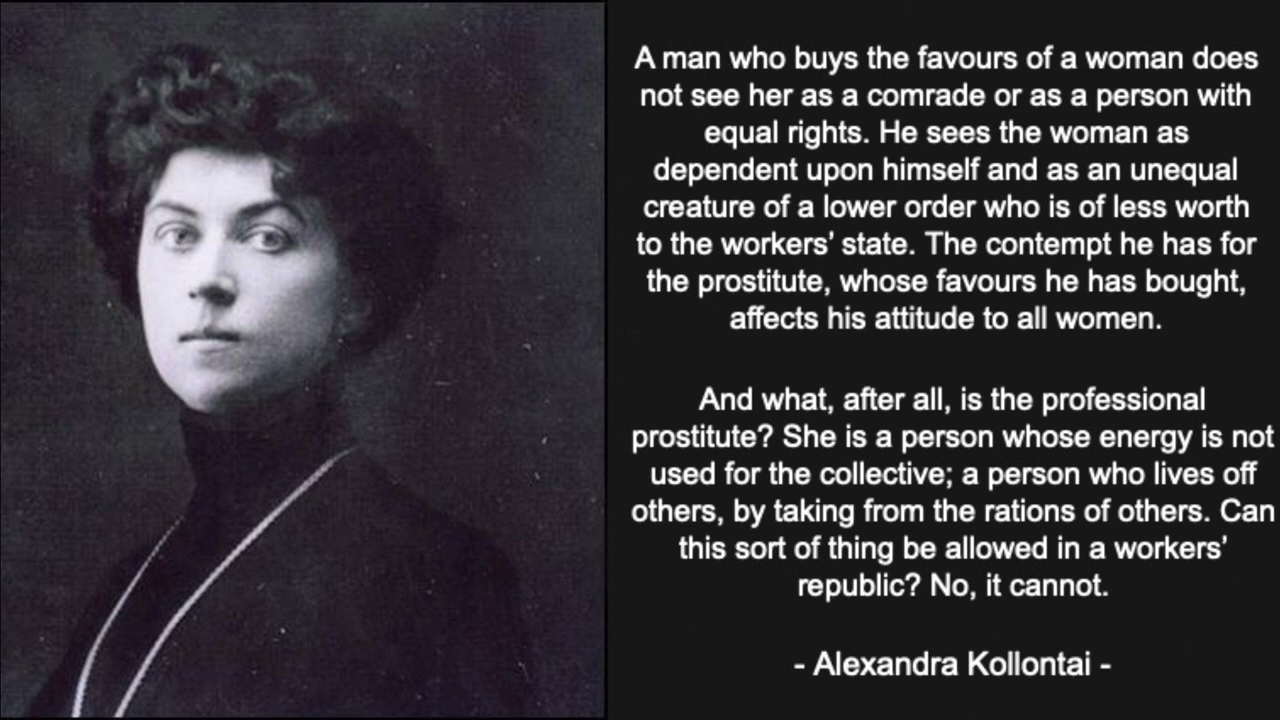 A man who buys the favours of a woman does
not see her as a comrade or as a person with
equal rights. He sees the woman as
dependent upon himself and as an unequal
creature of a lower order who is of less worth
to the workers’ state. The contempt he has for
the prostitute, whose favours he has bought,
affects his attitude to all women.
And what, after all, is the professional
prostitute? She is a person whose energy is not
used for the collective; a person who lives off
others, by taking from the rations of others. Can
this sort of thing be allowed in a workers’
republic? No, it cannot.
- Alexandra Kollontai -